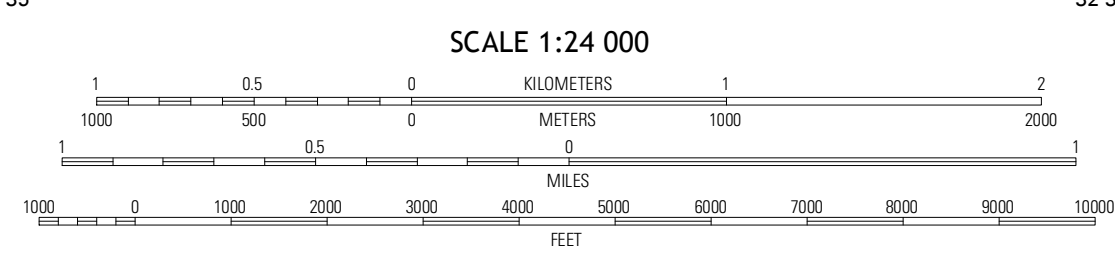 SCALE 1:24 000
1 0.5 0 KILOMETERS 1 2
1000 500 0 METERS 1000 2000
1 0.5 0 1
MILES
1000 0 1000 2000 3000 4000 5000 6000 7000 8000 9000 10000
FEET